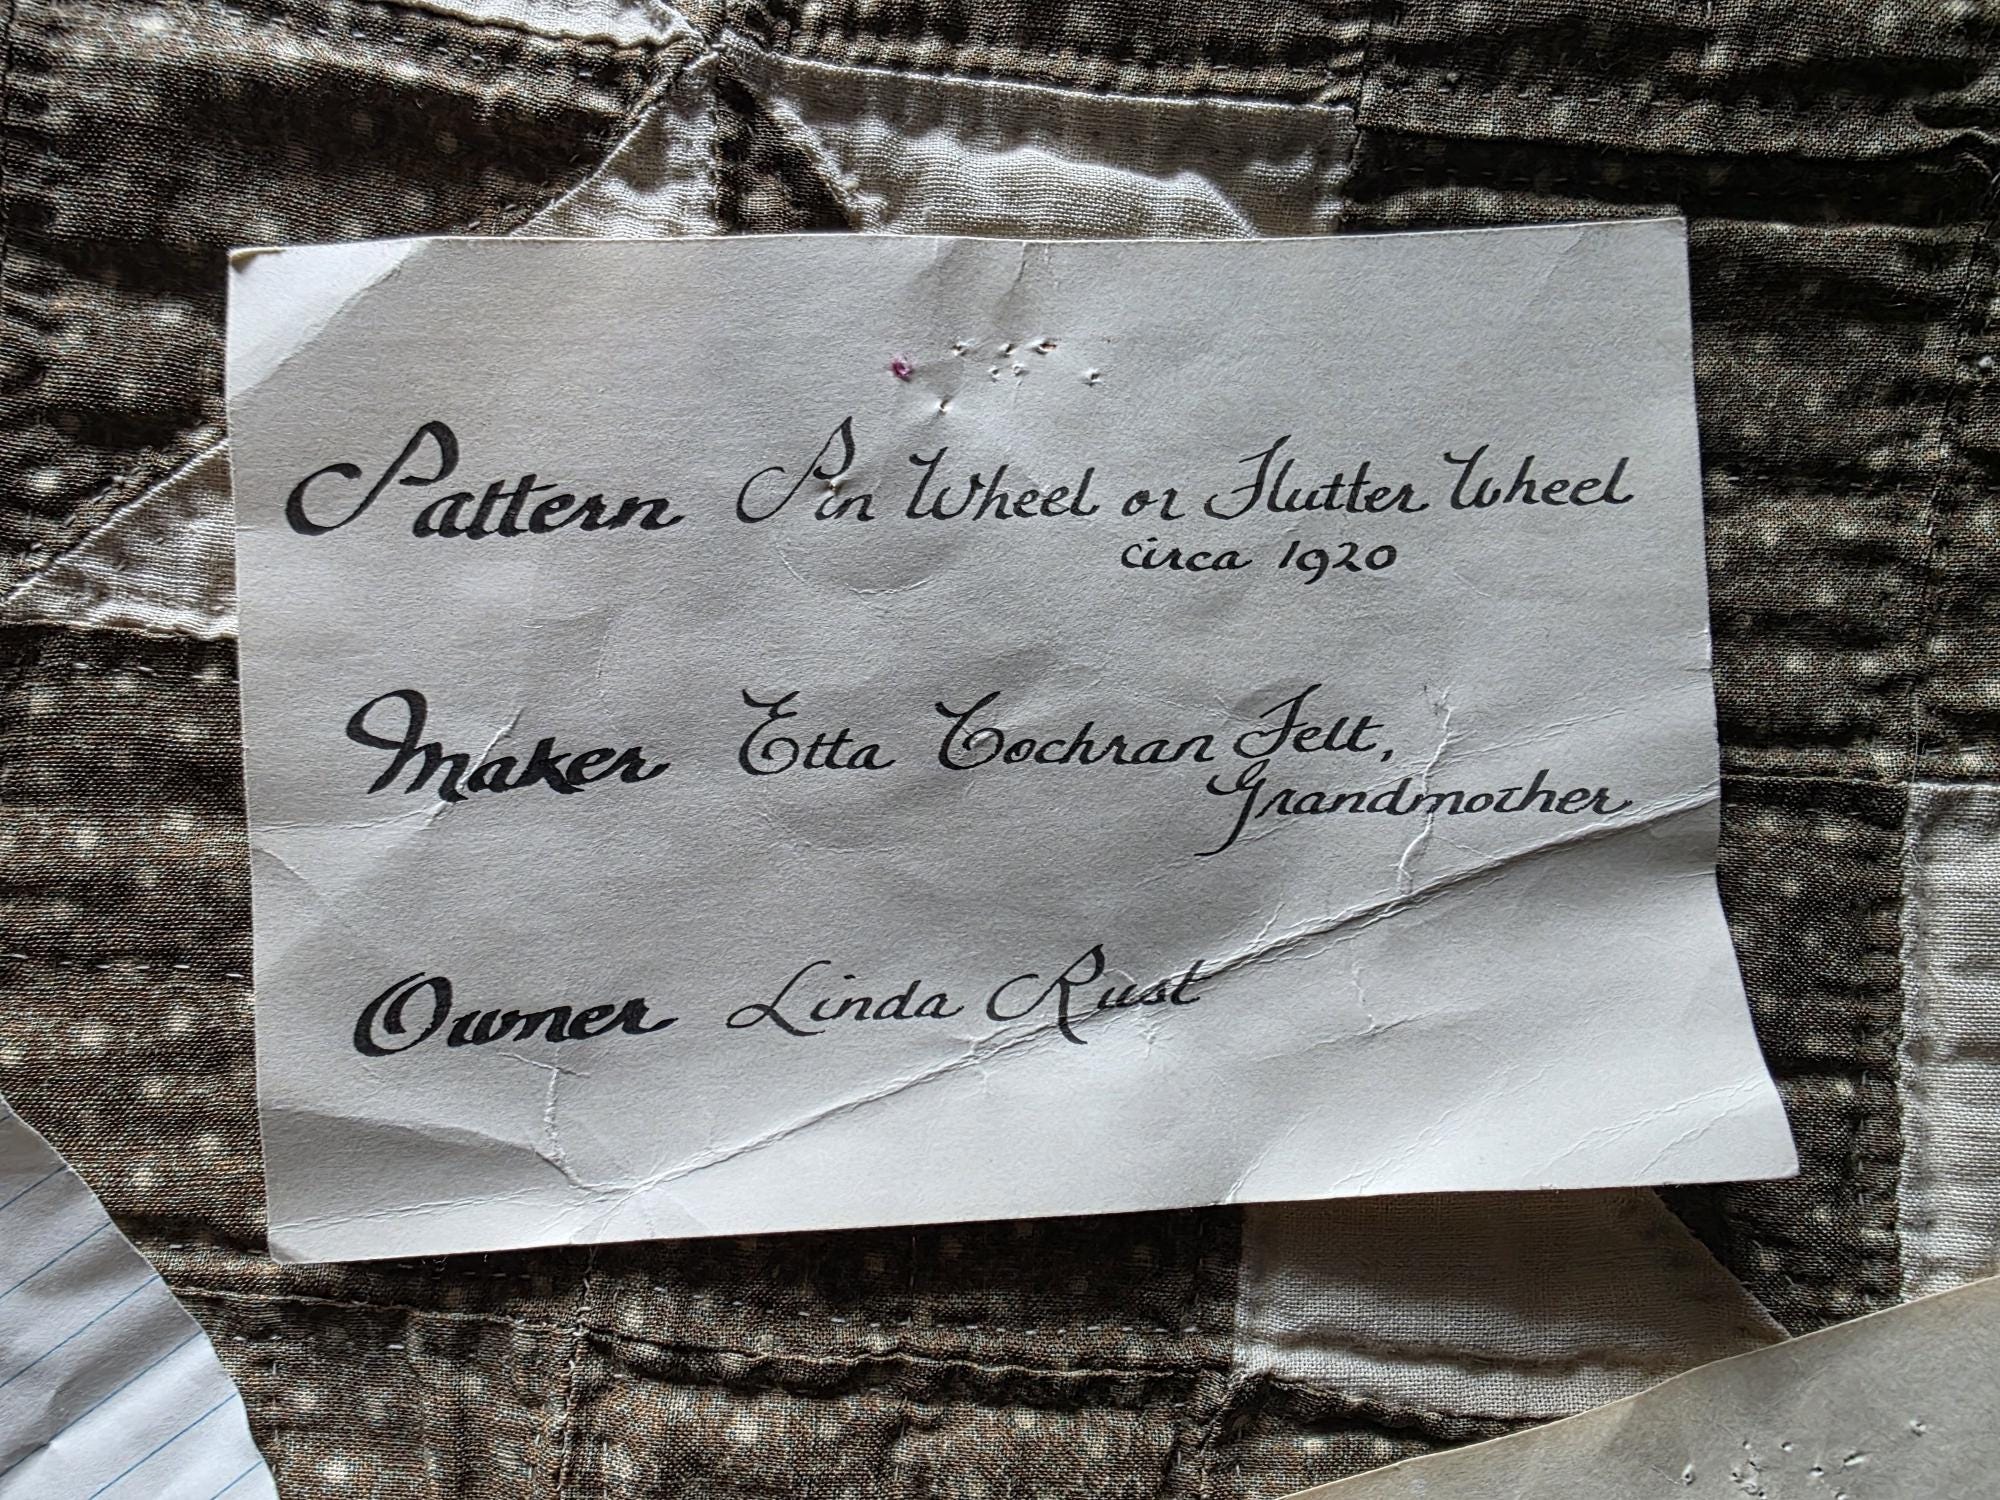 Pattern Pin Wheel or Flutter Wheel
circa 1920
Maker Etta Cochran Felt,
Grandmother
Owner Linda Rust